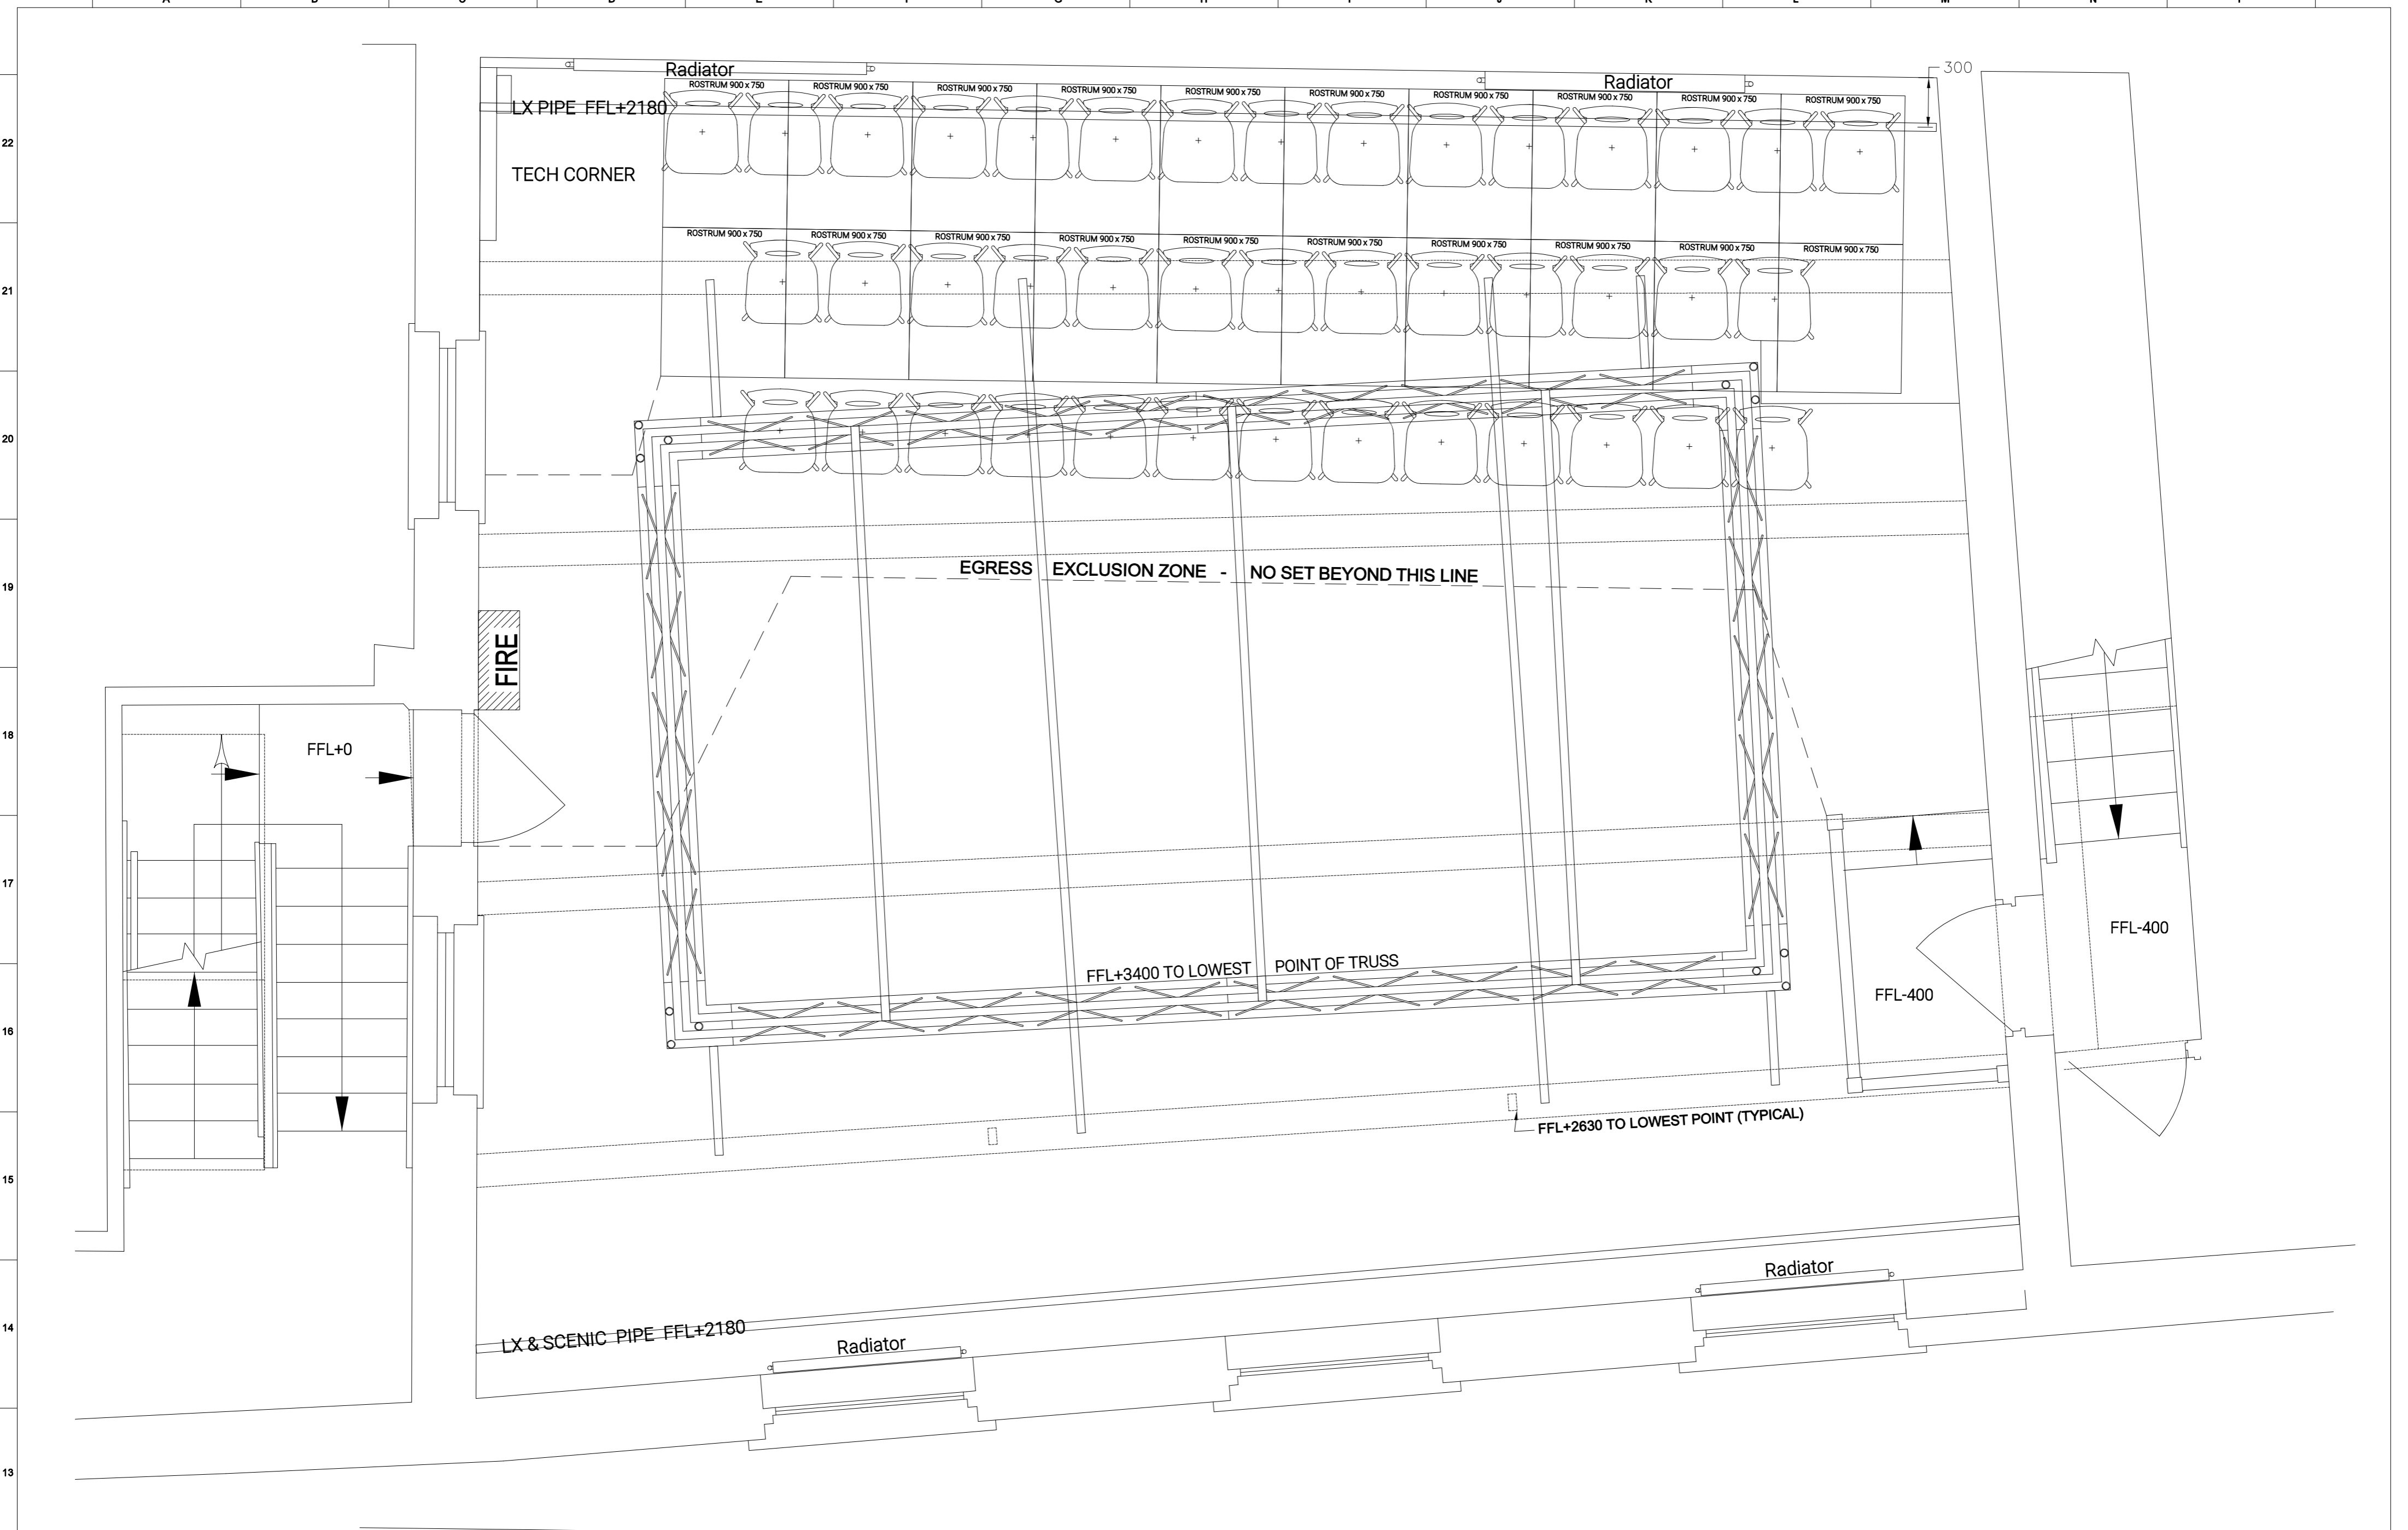 Radiator
Radiator
300
ROSTRUM 900 x 750
ROSTRUM 900 x 750
ROSTRUM 900 x 750
ROSTRUM 900 x 750
ROSTRUM 900 x 750
ROSTRUM 900 x 750
ROSTRUM 900 x 750
ROSTRUM 900 x 750
ROSTRUM 900 x 750
ROSTRUM 900 x 750
LX PIPE FFL+2180
22
TECH CORNER
ROSTRUM 900 x 750
ROSTRUM 900 x 750
ROSTRUM 900 x 750
ROSTRUM 900 x 750
ROSTRUM 900 x 750
ROSTRUM 900 x 750
ROSTRUM 900 x 750
ROSTRUM 900 x 750
ROSTRUM 900 x 750
ROSTRUM 900 x 750
21
20
EGRESS EXCLUSION ZONE - NO SET BEYOND THIS LINE
19
FIRE
18
FFL+0
17
FFL-400
FFL+3400 TO LOWEST POINT OF TRUSS
FFL-400
16
FFL+2630 TO LOWEST POINT (TYPICAL)
15
Radiator
14
LX & SCENIC PIPE FFL+2180
Radiator
13